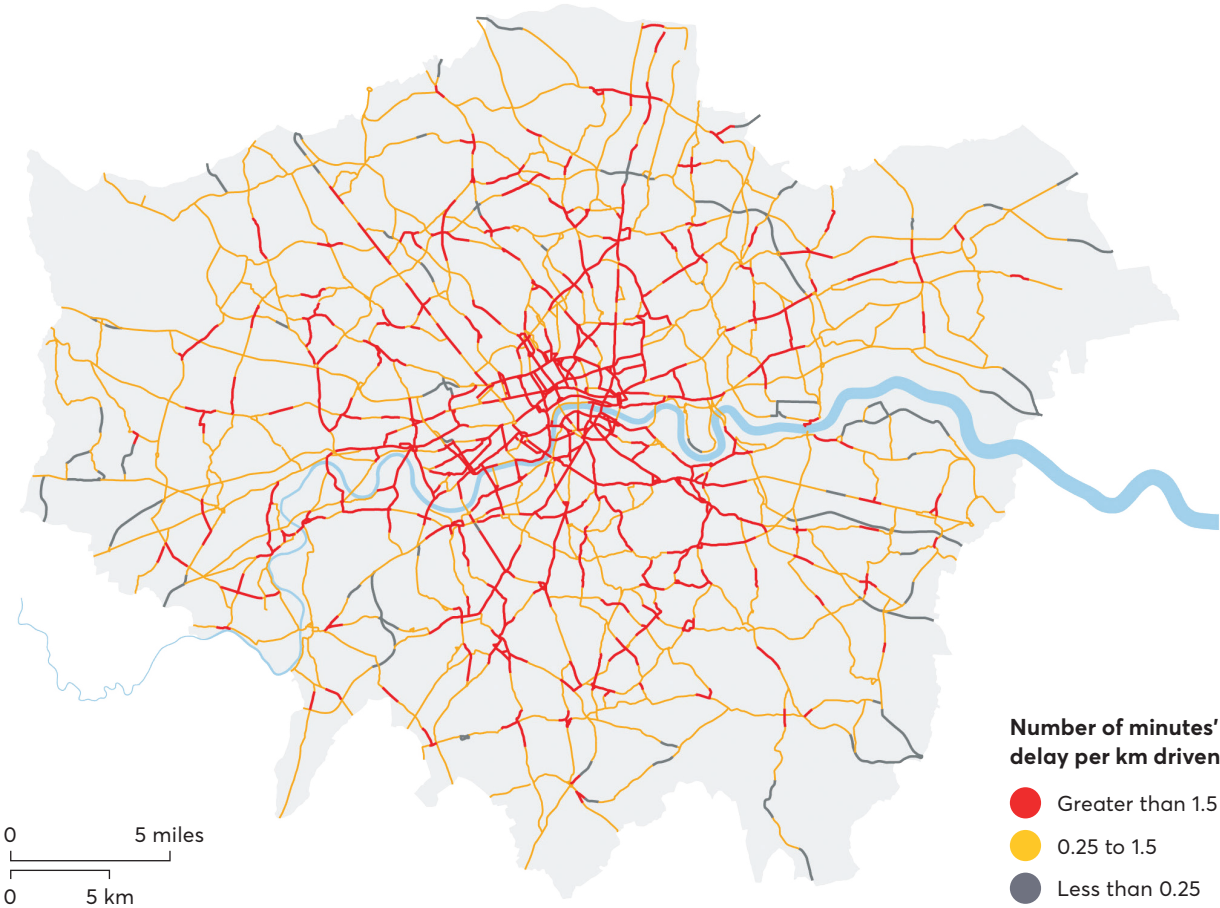 Number of minutes'
delay per km driven
Greater than 1.5
0.25 to 1.5
Less than 0.25
0 5 miles
0 5 km